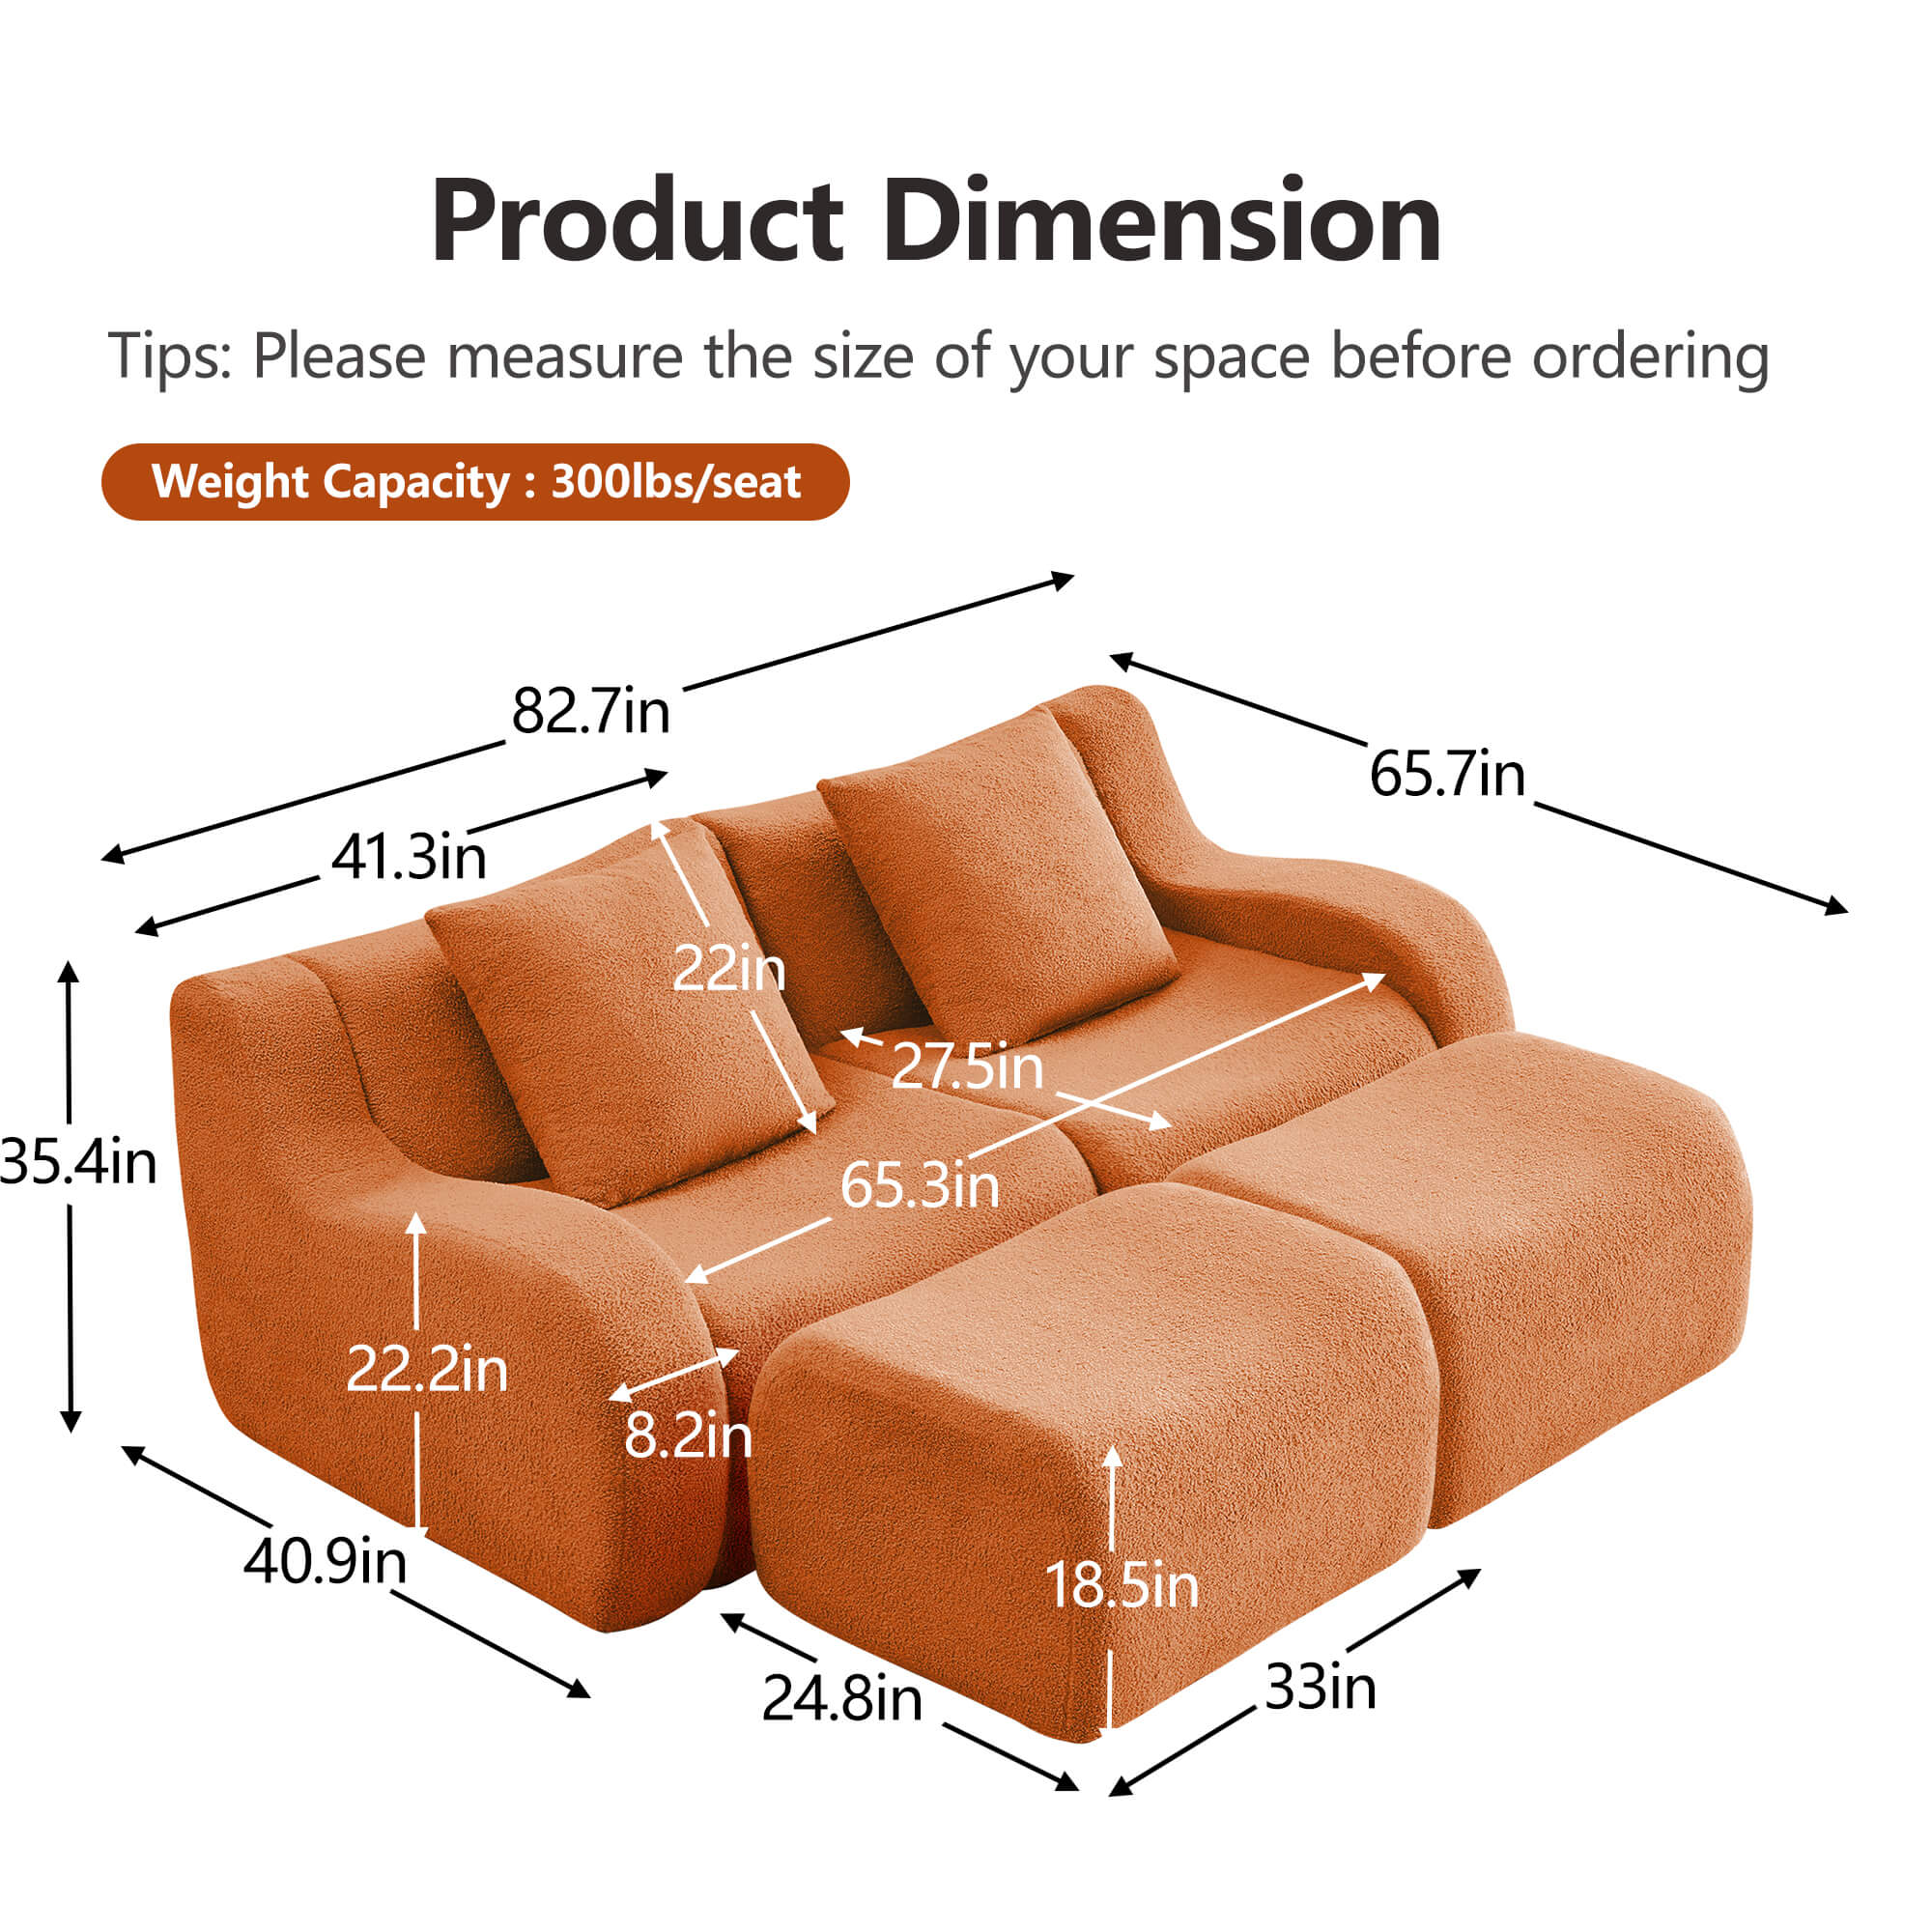 Product Dimension
Tips: Please measure the size of your space before ordering
Weight Capacity : 300lbs/seat
82.7in
65.7in
41.3in
22in
27.5in
35.4in
65.3in
22.2in
8.2in
40.9in
18.5in
24.8in
33in